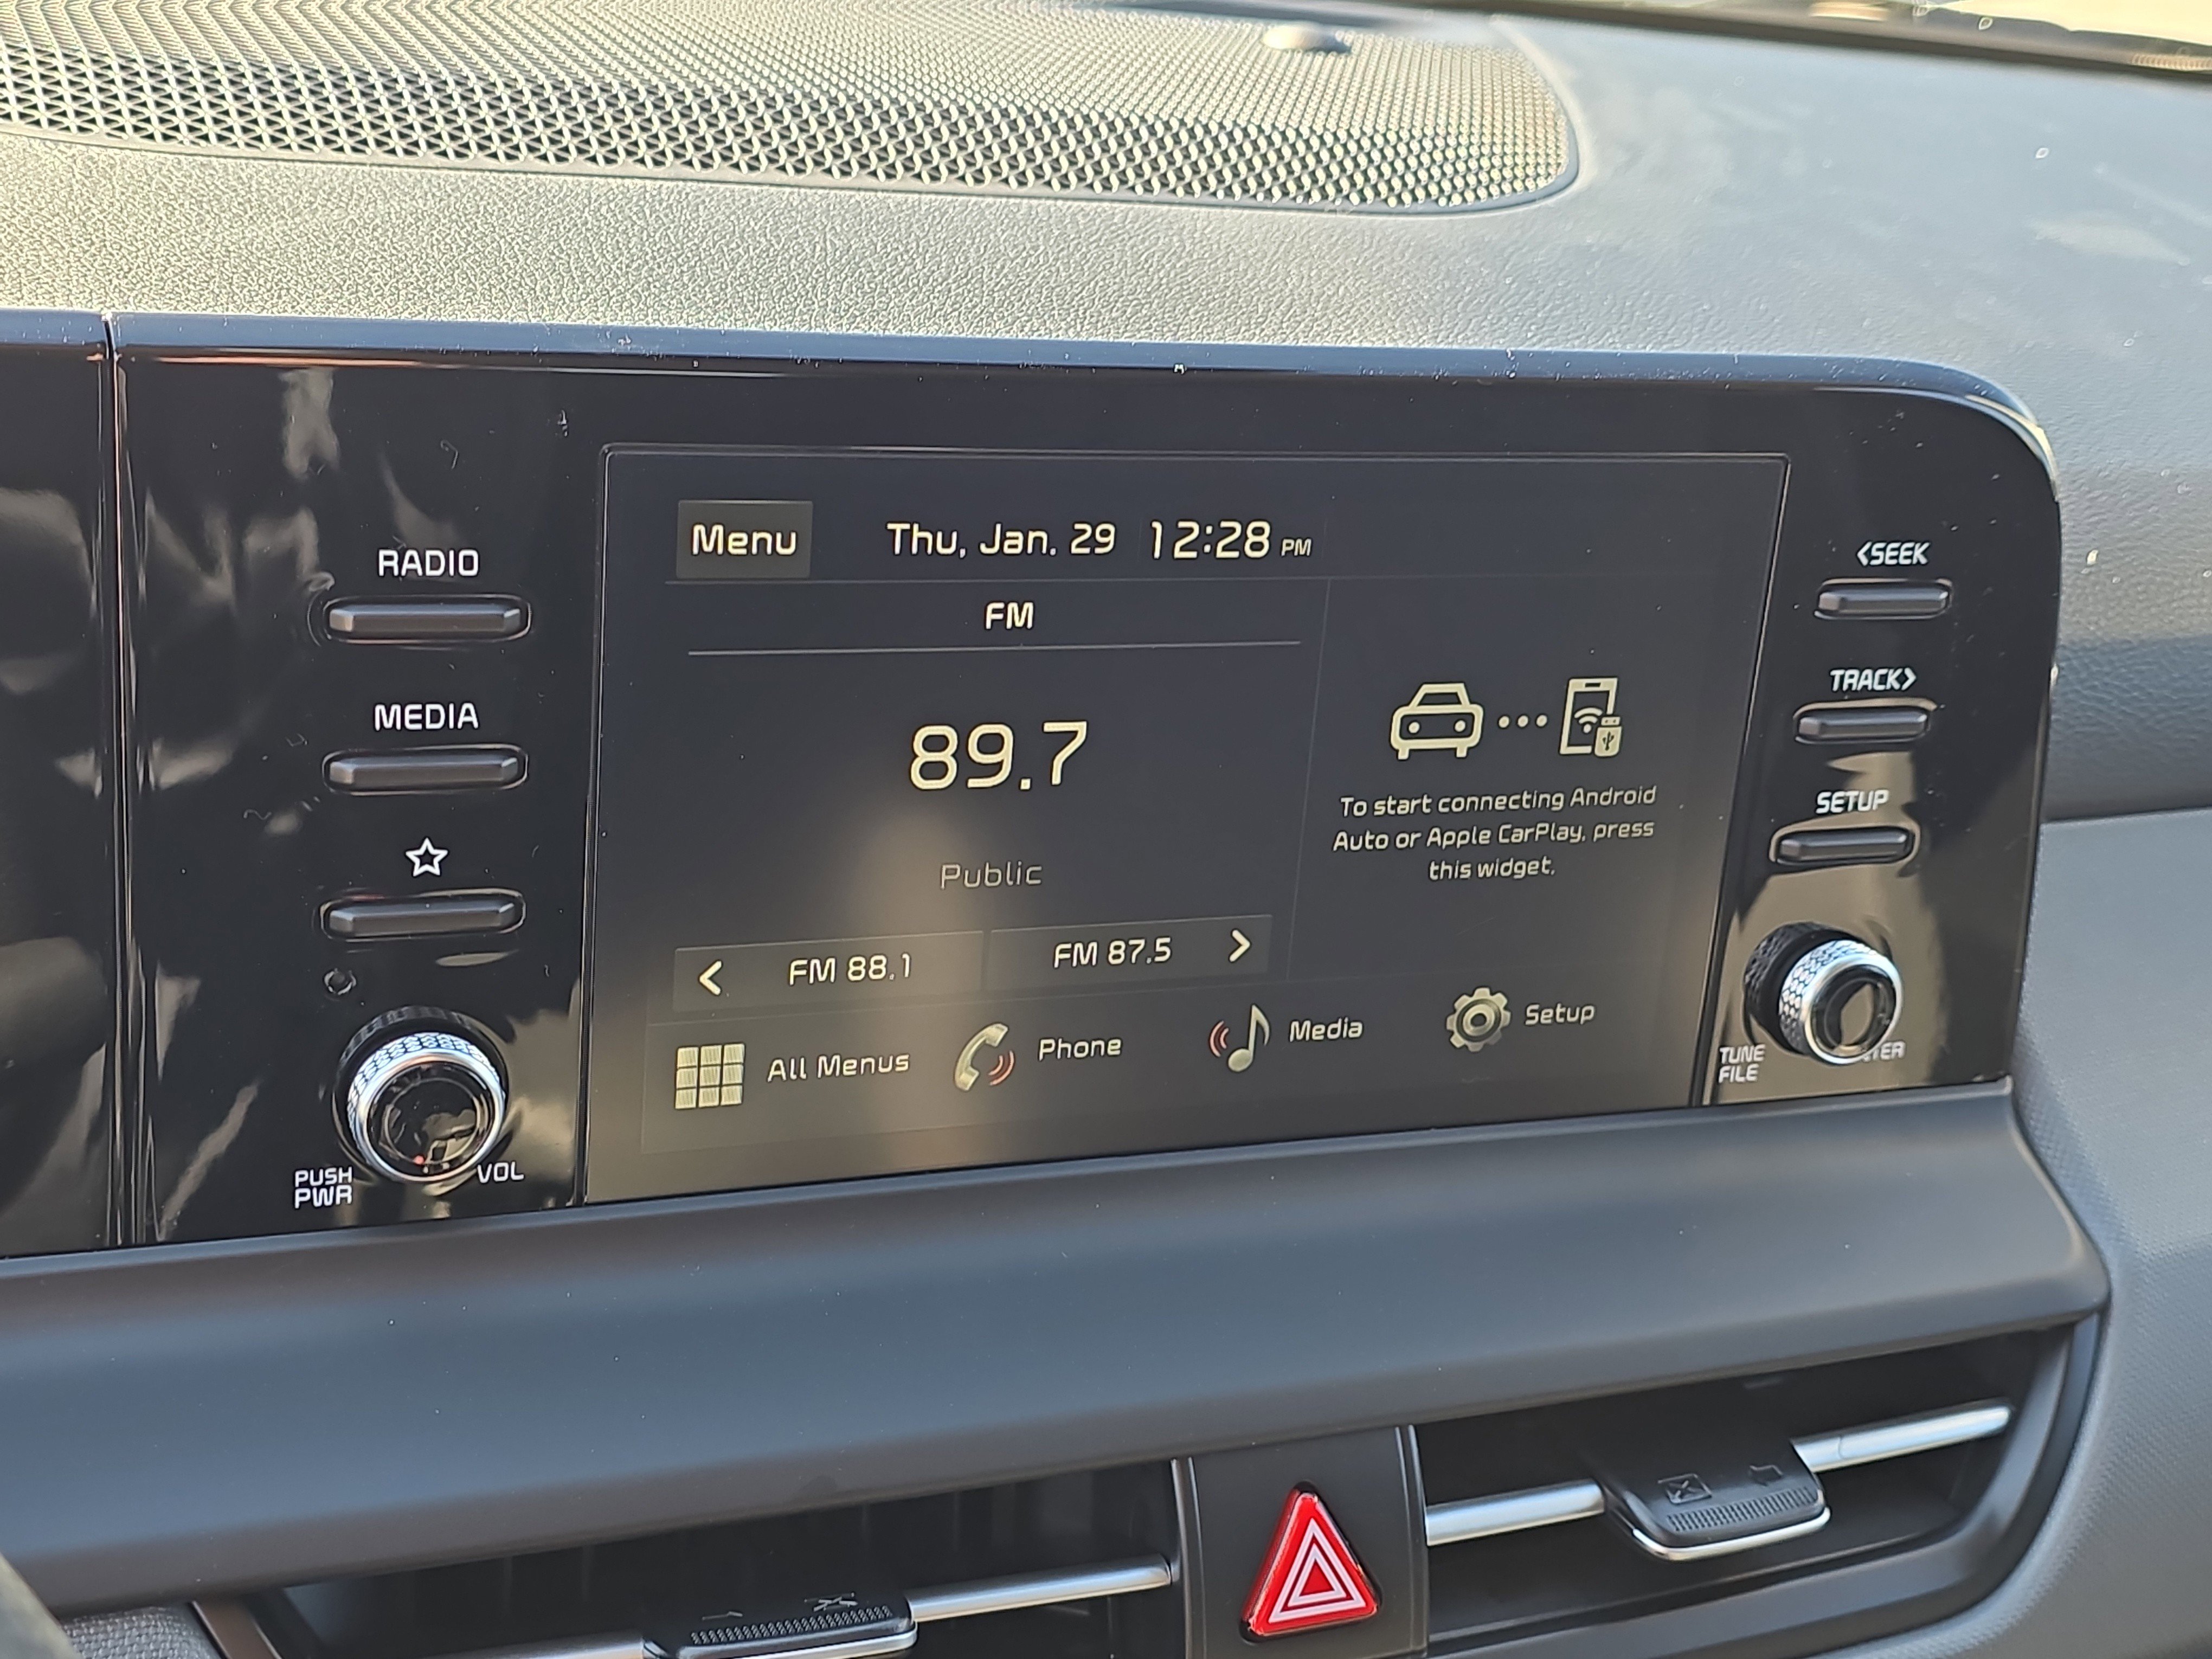 RADIO
MEDIA
PUSH
PWR
VOL
Menu
Thu, Jan. 29 12:28 PM
FM
89.7
Public
< FM 88.1
FM 87.5 >
To start connecting Android
Auto or Apple CarPlay, press
this widget.
All Menus
Phone
Media
Setup
<SEEK
TRACK>
SETUP
TUNE
FILE